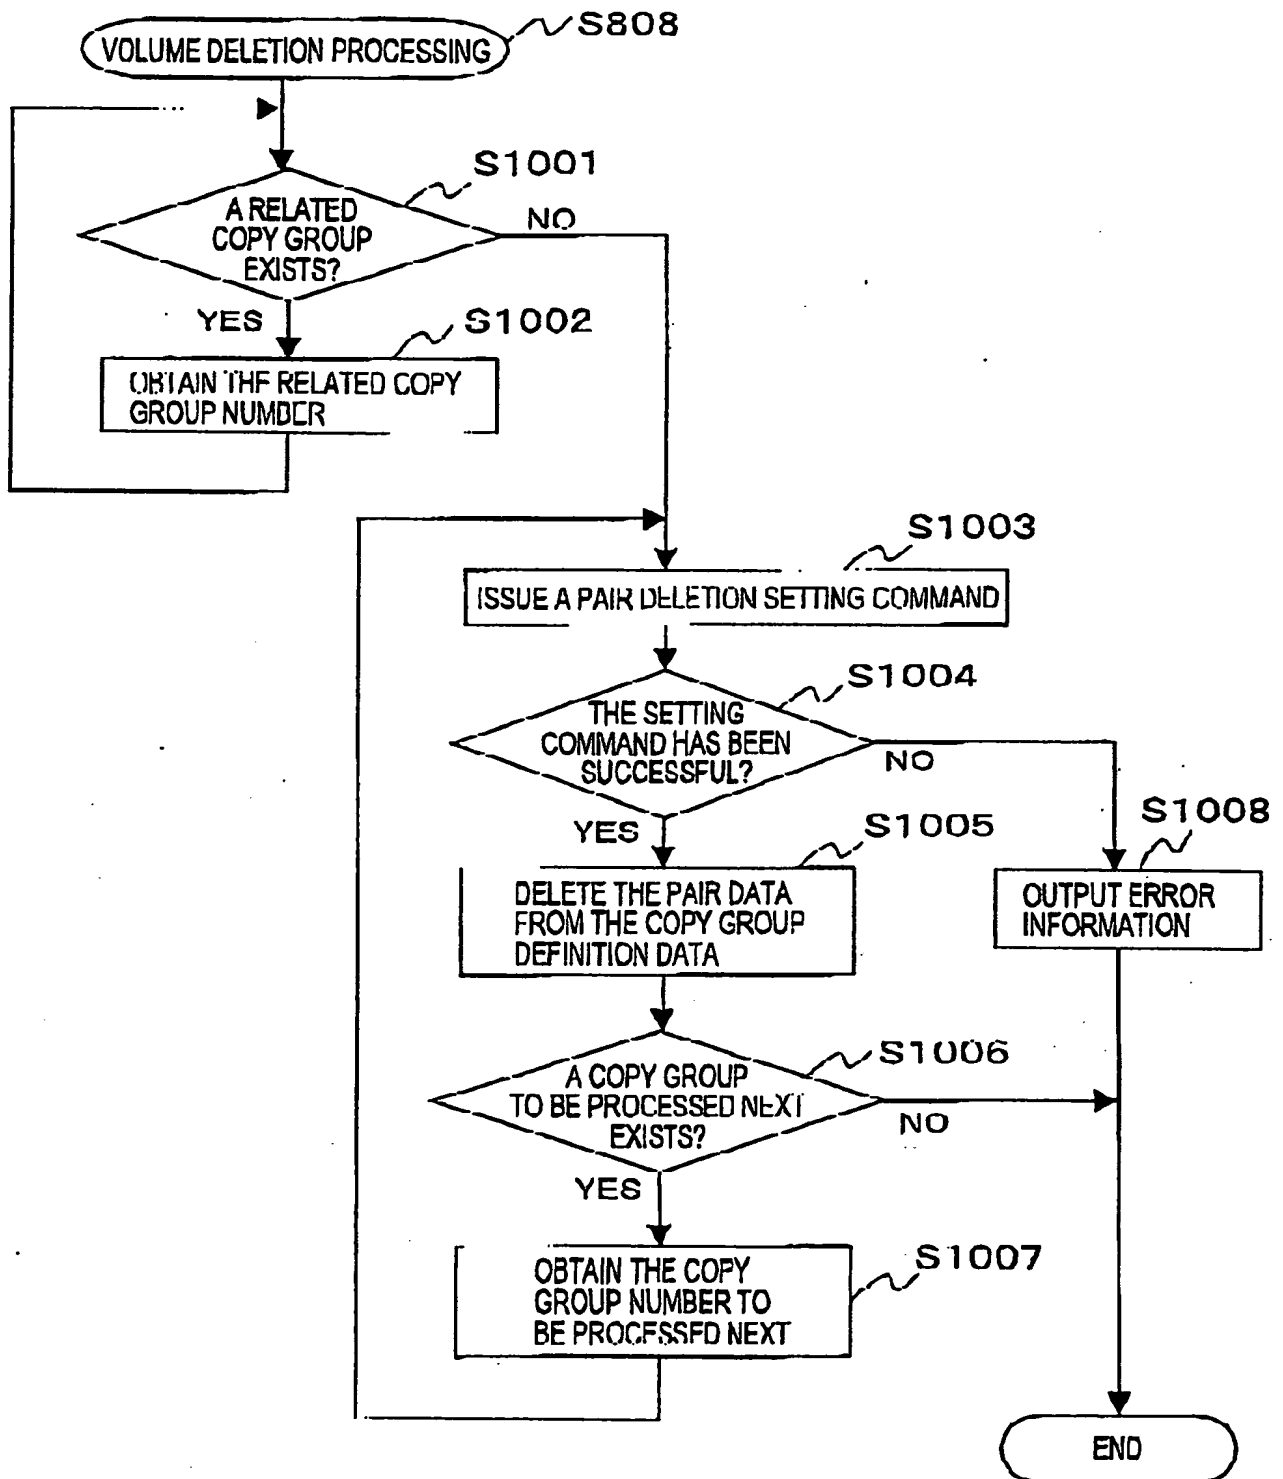 S808
VOLUME DELETION PROCESSING
S1001
A RELATED
COPY GROUP
EXISTS?
NO
YES
S1002
OBTAIN THE RELATED COPY
GROUP NUMBER
S1003
ISSUE A PAIR DELETION SETTING COMMAND
S1004
THE SETTING
COMMAND HAS BEEN
SUCCESSFUL?
NO
YES
S1005
DELETE THE PAIR DATA
FROM THE COPY GROUP
DEFINITION DATA
S1008
OUTPUT ERROR
INFORMATION
S1006
A COPY GROUP
TO BE PROCESSED NEXT
EXISTS?
NO
YES
S1007
OBTAIN THE COPY
GROUP NUMBER TO
BE PROCESSED NEXT
END